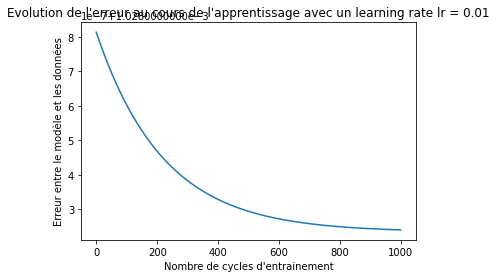 Evolution de l'erreur au cours de l'apprentissage avec un learning rate lr = 0.01
8
7
6
5
4
3
Erreur entre le modèle et les données
0 200 400 600 800 1000
Nombre de cycles d'entrainement